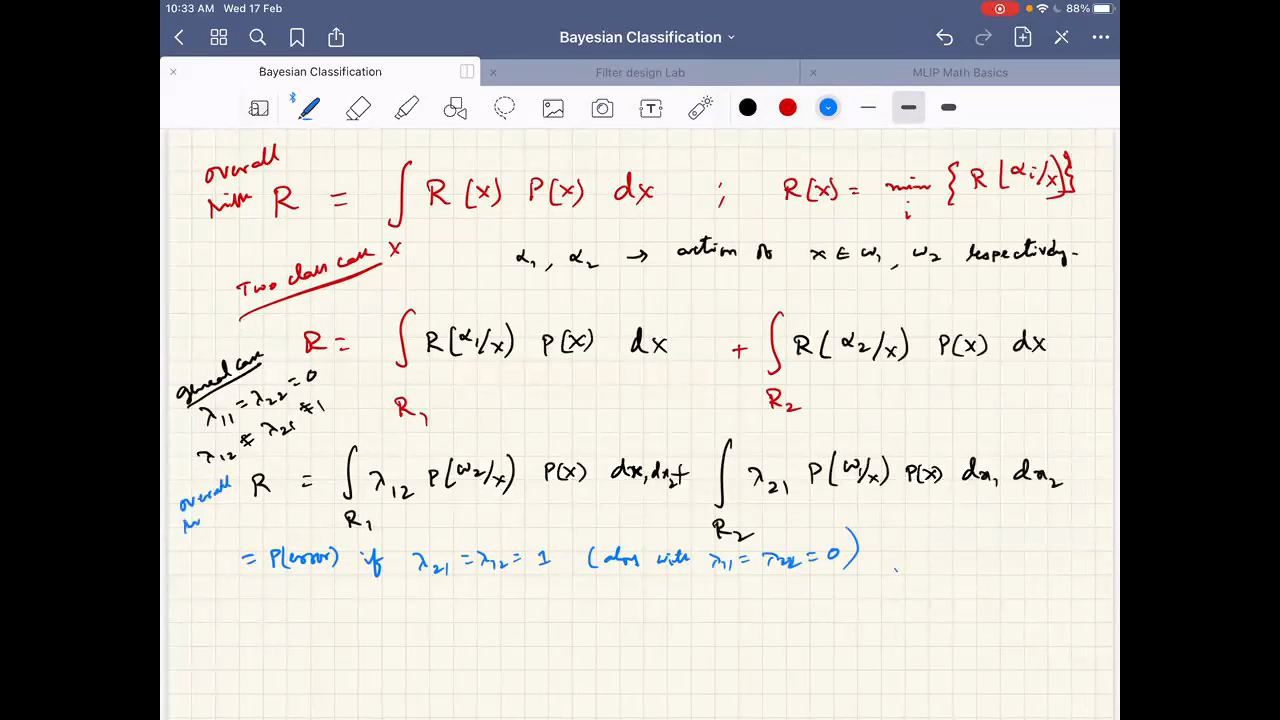 10:33 AM Wed 17 Feb
88%
Bayesian Classification
Bayesian Classification
Filter design Lab
MLIP Math Basics
overall
risk R = ∫_X R(x) P(x) dx ; R(x) = min_i { R(αi/x) }
α1, α2 → action of x ∈ ω1, ω2 respectively.
Two class case
R = ∫_R1 R(α1/x) P(x) dx + ∫_R2 R(α2/x) P(x) dx
general case
λ11 = λ22 = 0
λ12 ≠ λ21 ≠ 1
overall
R = ∫_R1 λ12 P(ω2/x) P(x) dx1 dx2 + ∫_R2 λ21 P(ω1/x) P(x) dx1 dx2
= P(error) if λ21 = λ12 = 1 (along with λ11 = λ22 = 0)